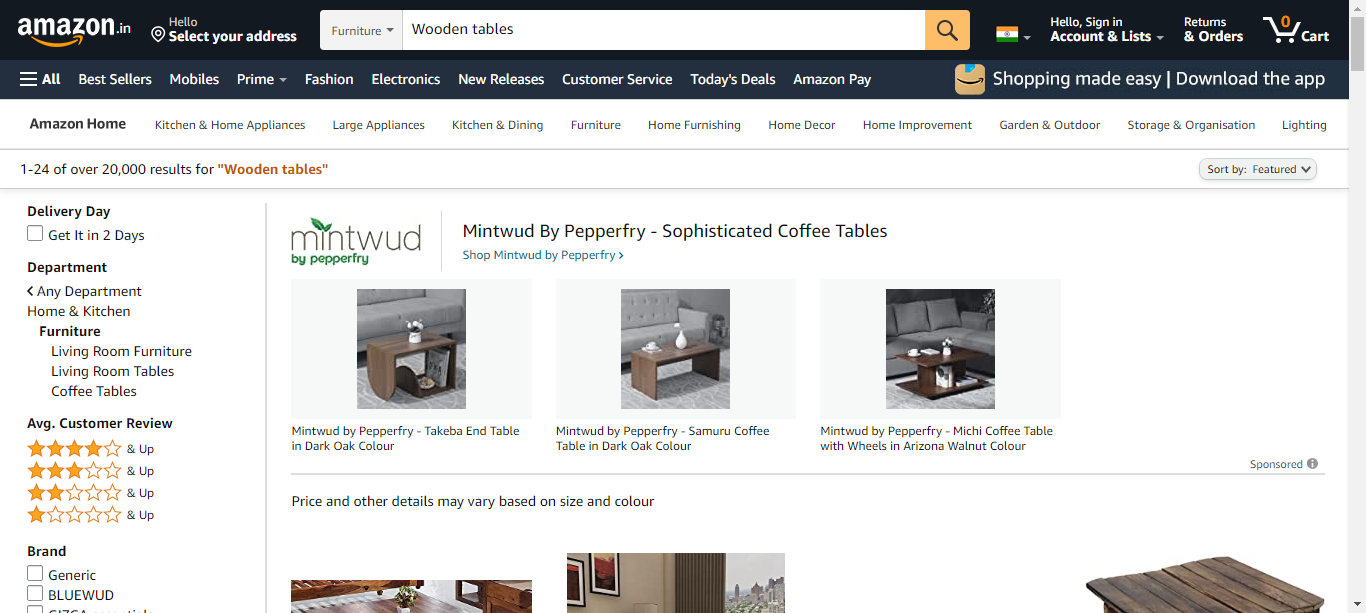 amazon.in
Hello
Select your address
Furniture
Wooden tables
Hello, Sign in
Account & Lists
Returns
& Orders
0
Cart
All
Best Sellers
Mobiles
Prime
Fashion
Electronics
New Releases
Customer Service
Today's Deals
Amazon Pay
Shopping made easy | Download the app
Amazon Home
Kitchen & Home Appliances
Large Appliances
Kitchen & Dining
Furniture
Home Furnishing
Home Decor
Home Improvement
Garden & Outdoor
Storage & Organisation
Lighting
1-24 of over 20,000 results for "Wooden tables"
Sort by: Featured
Delivery Day
Get It in 2 Days
Department
Any Department
Home & Kitchen
Furniture
Living Room Furniture
Living Room Tables
Coffee Tables
Avg. Customer Review
& Up
& Up
& Up
& Up
Brand
Generic
BLUEWUD
mintwud
by pepperfry
Mintwud By Pepperfry - Sophisticated Coffee Tables
Shop Mintwud by Pepperfry ›
Mintwud by Pepperfry - Takeba End Table
in Dark Oak Colour
Mintwud by Pepperfry - Samuru Coffee
Table in Dark Oak Colour
Mintwud by Pepperfry - Michi Coffee Table
with Wheels in Arizona Walnut Colour
Sponsored
Price and other details may vary based on size and colour